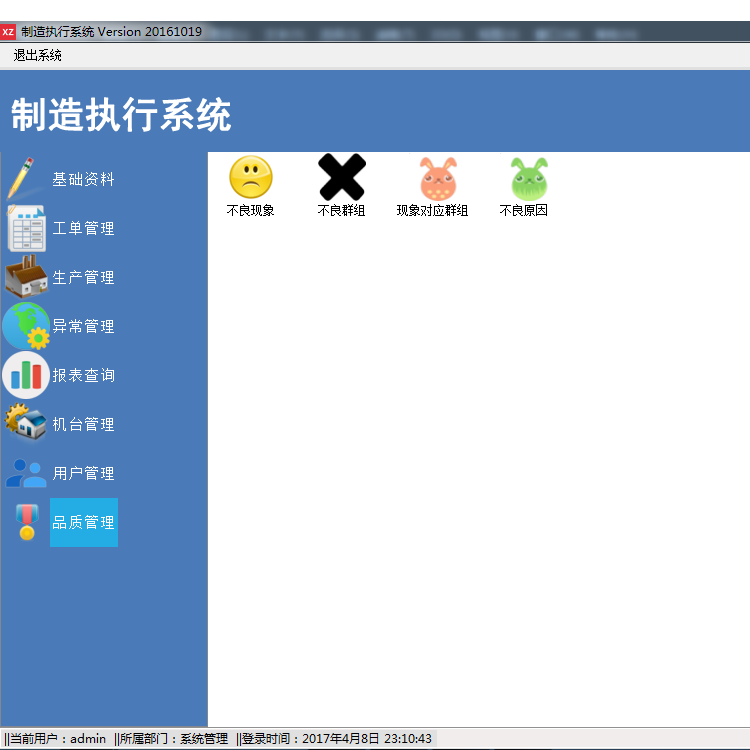 XZ 制造执行系统 Version 20161019
退出系统
制造执行系统
基础资料
工单管理
生产管理
异常管理
报表查询
机台管理
用户管理
品质管理
不良现象 不良群组 现象对应群组 不良原因
||当前用户：admin ||所属部门：系统管理 ||登录时间：2017年4月8日 23:10:43